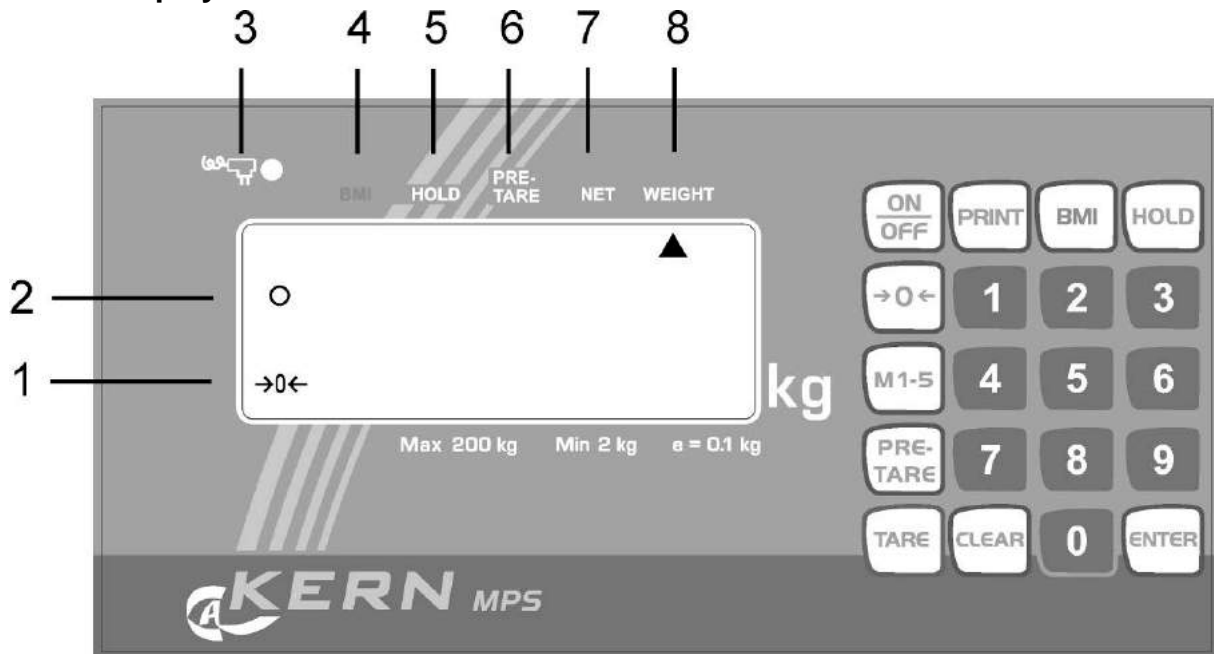 3 4 5 6 7 8
BMI HOLD PRE-TARE NET WEIGHT
2
1 →0← kg
Max 200 kg Min 2 kg e = 0.1 kg
ON
OFF PRINT BMI HOLD
→0← 1 2 3
M1-5 4 5 6
PRE-
TARE 7 8 9
TARE CLEAR 0 ENTER
KERN MPS